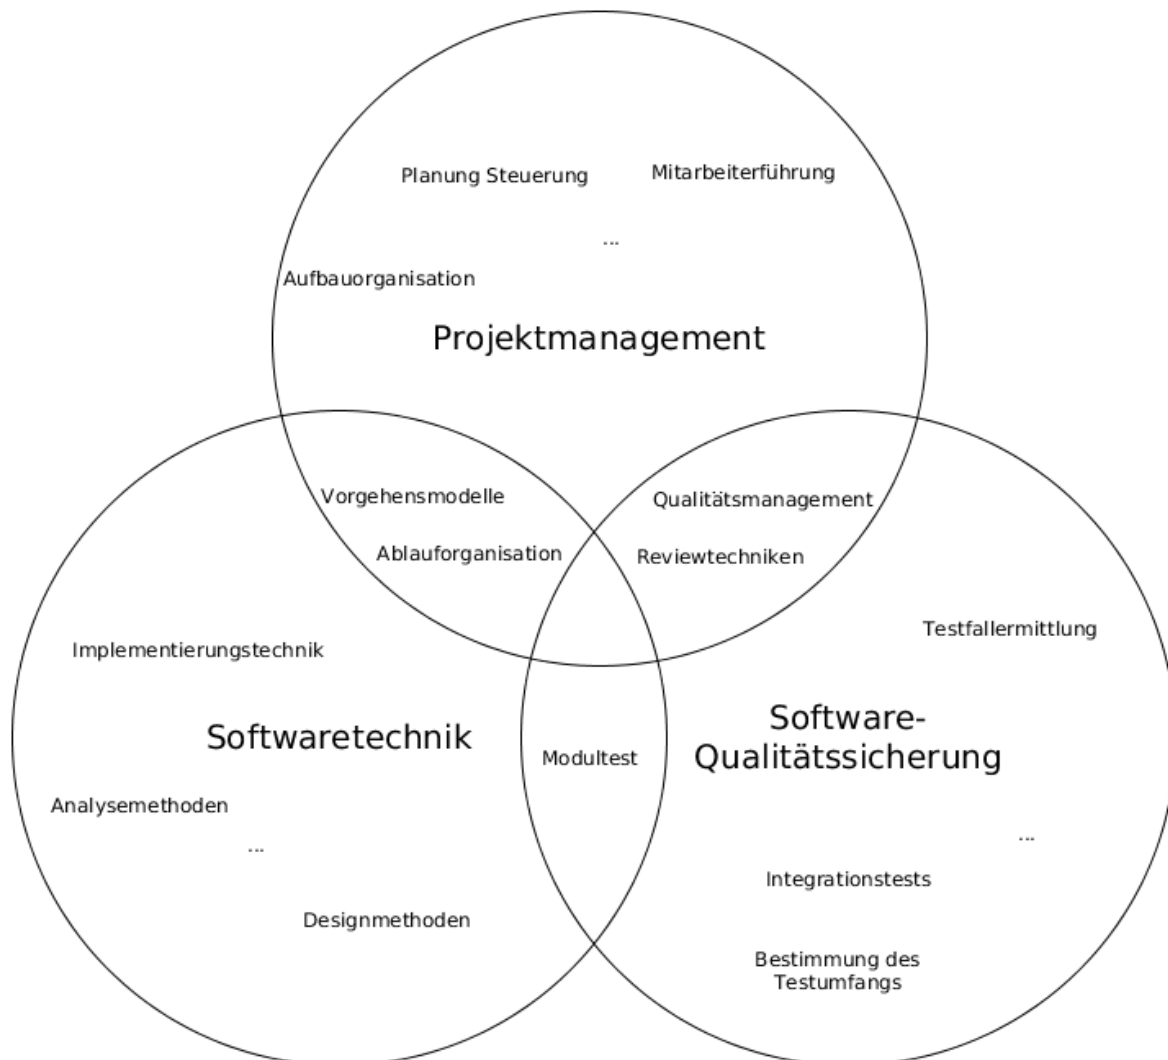 Planung Steuerung
Mitarbeiterführung
...
Aufbauorganisation
Projektmanagement
Vorgehensmodelle
Qualitätsmanagement
Ablauforganisation
Reviewtechniken
Testfallermittlung
Implementierungstechnik
Softwaretechnik
Software-
Qualitätssicherung
Modultest
Analysemethoden
...
...
Integrationstests
Designmethoden
Bestimmung des
Testumfangs